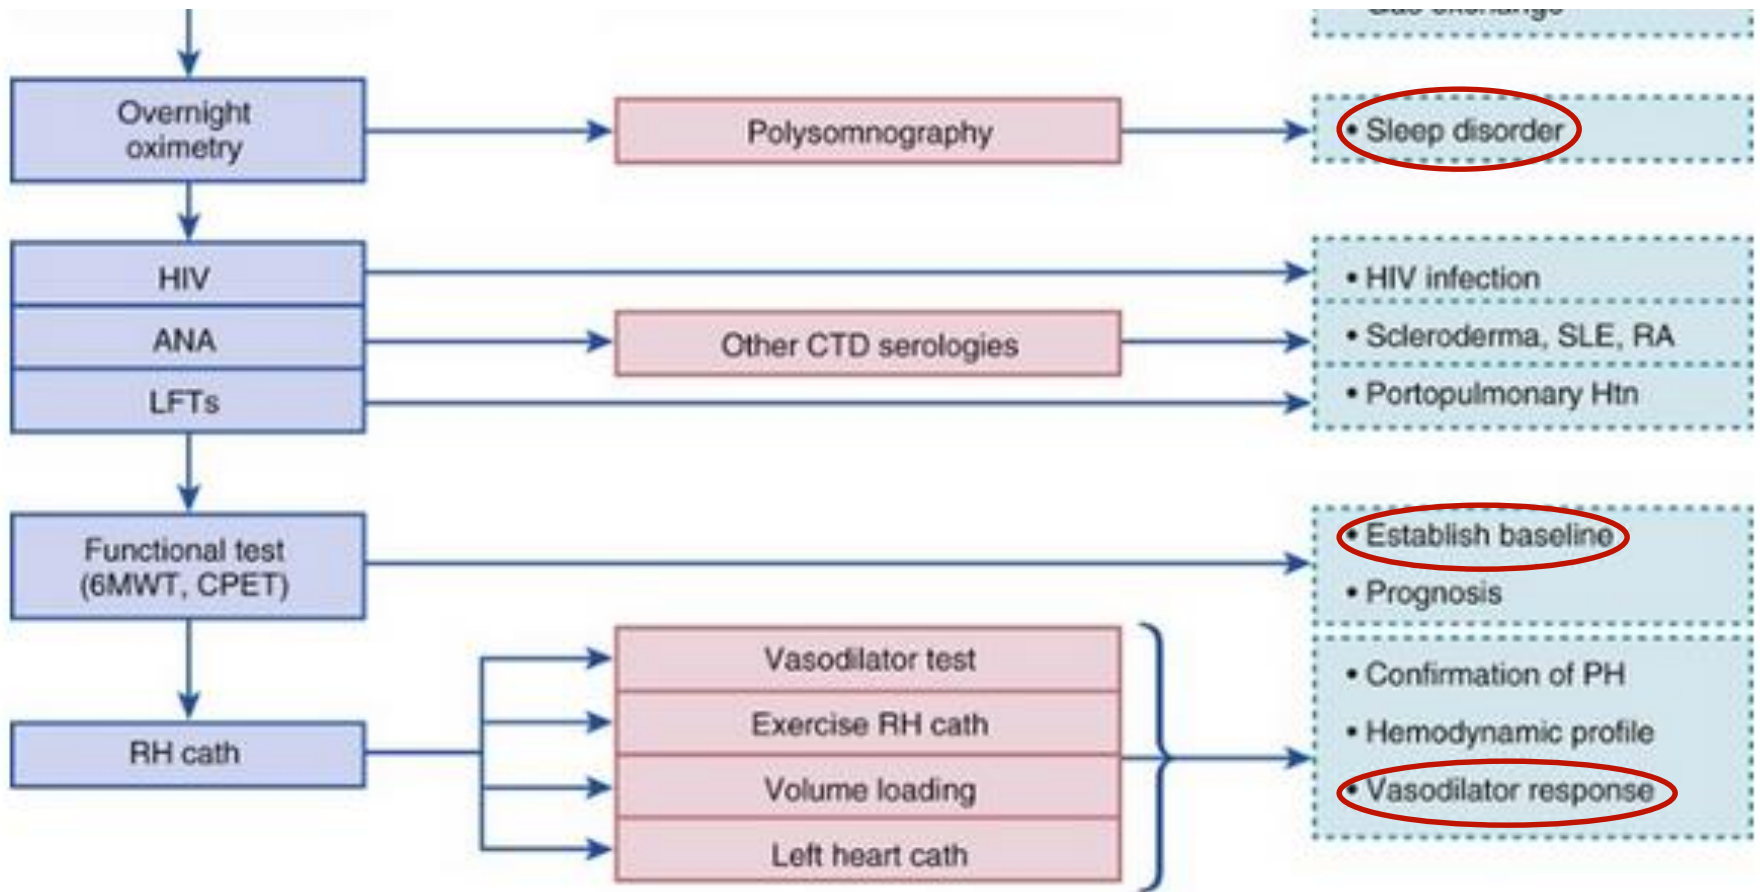 Overnight
oximetry
Polysomnography
• Sleep disorder
HIV
• HIV infection
ANA
Other CTD serologies
• Scleroderma, SLE, RA
LFTs
• Portopulmonary Htn
Functional test
(6MWT, CPET)
• Establish baseline
• Prognosis
RH cath
Vasodilator test
Exercise RH cath
Volume loading
Left heart cath
• Confirmation of PH
• Hemodynamic profile
• Vasodilator response